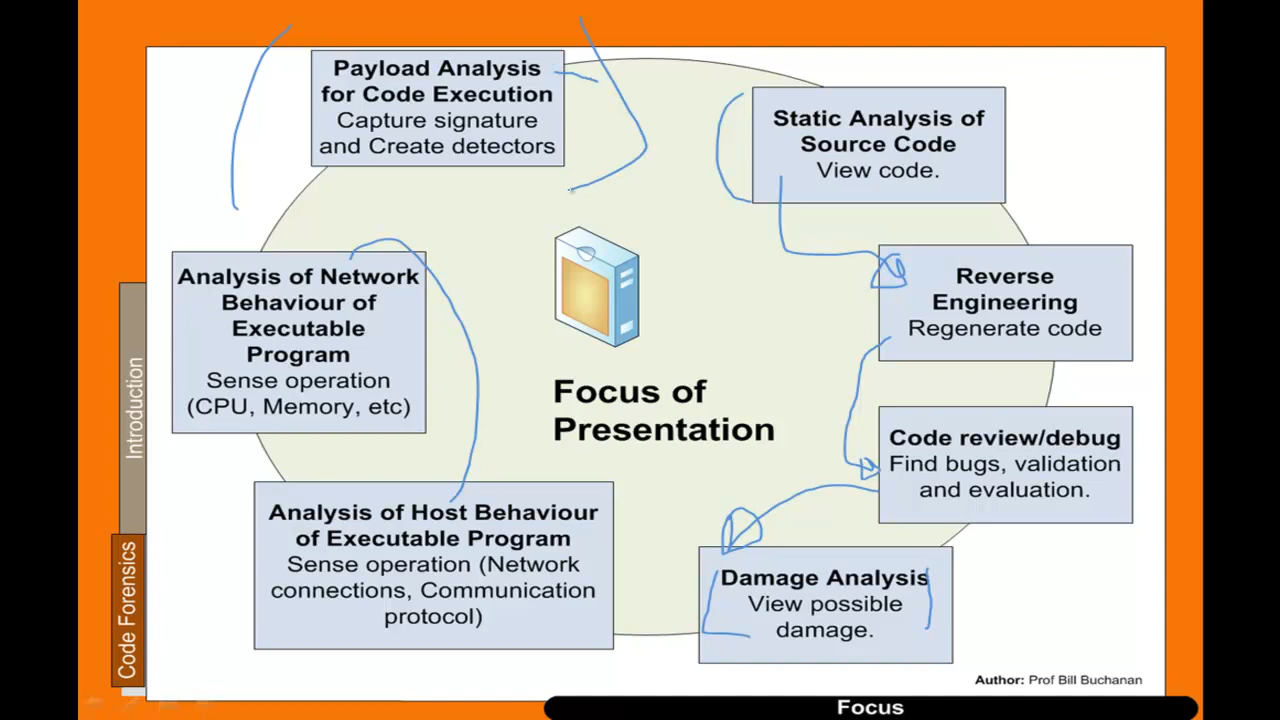 Payload Analysis
for Code Execution
Capture signature
and Create detectors
Static Analysis of
Source Code
View code.
Analysis of Network
Behaviour of
Executable
Program
Sense operation
(CPU, Memory, etc)
Reverse
Engineering
Regenerate code
Focus of
Presentation
Code review/debug
Find bugs, validation
and evaluation.
Analysis of Host Behaviour
of Executable Program
Sense operation (Network
connections, Communication
protocol)
Damage Analysis
View possible
damage.
Introduction
Code Forensics
Author: Prof Bill Buchanan
Focus